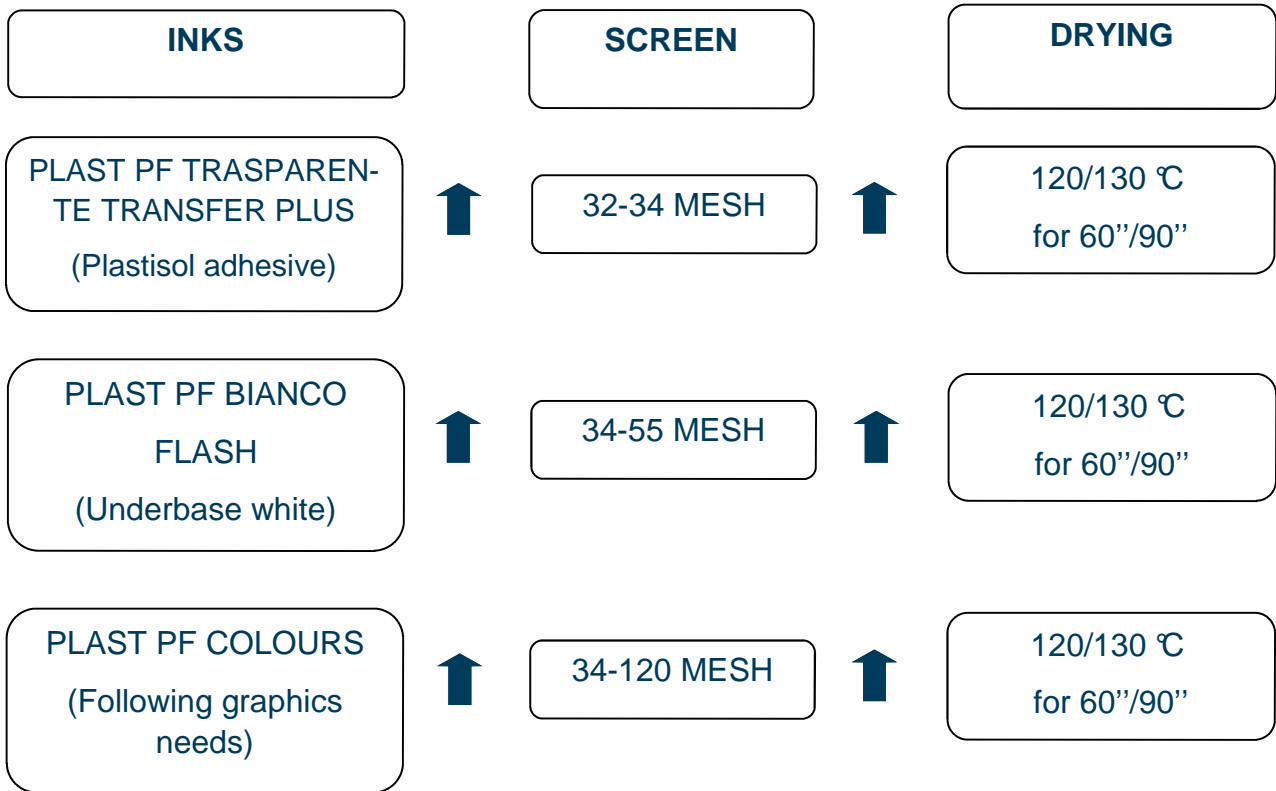 INKS
SCREEN
DRYING
PLAST PF TRASPAREN-
TE TRANSFER PLUS
(Plastisol adhesive)
32-34 MESH
120/130 °C
for 60’’/90’’
PLAST PF BIANCO
FLASH
(Underbase white)
34-55 MESH
120/130 °C
for 60’’/90’’
PLAST PF COLOURS
(Following graphics
needs)
34-120 MESH
120/130 °C
for 60’’/90’’